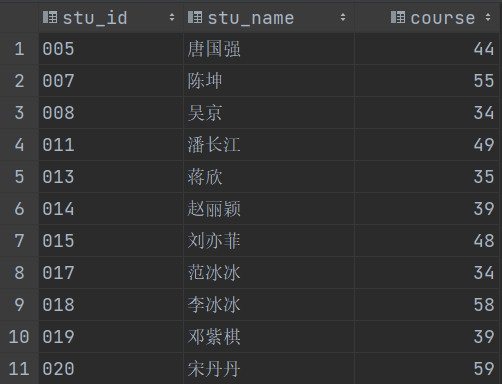 stu_id stu_name course
1 005 唐国强 44
2 007 陈坤 55
3 008 吴京 34
4 011 潘长江 49
5 013 蒋欣 35
6 014 赵丽颖 39
7 015 刘亦菲 48
8 017 范冰冰 34
9 018 李冰冰 58
10 019 邓紫棋 39
11 020 宋丹丹 59